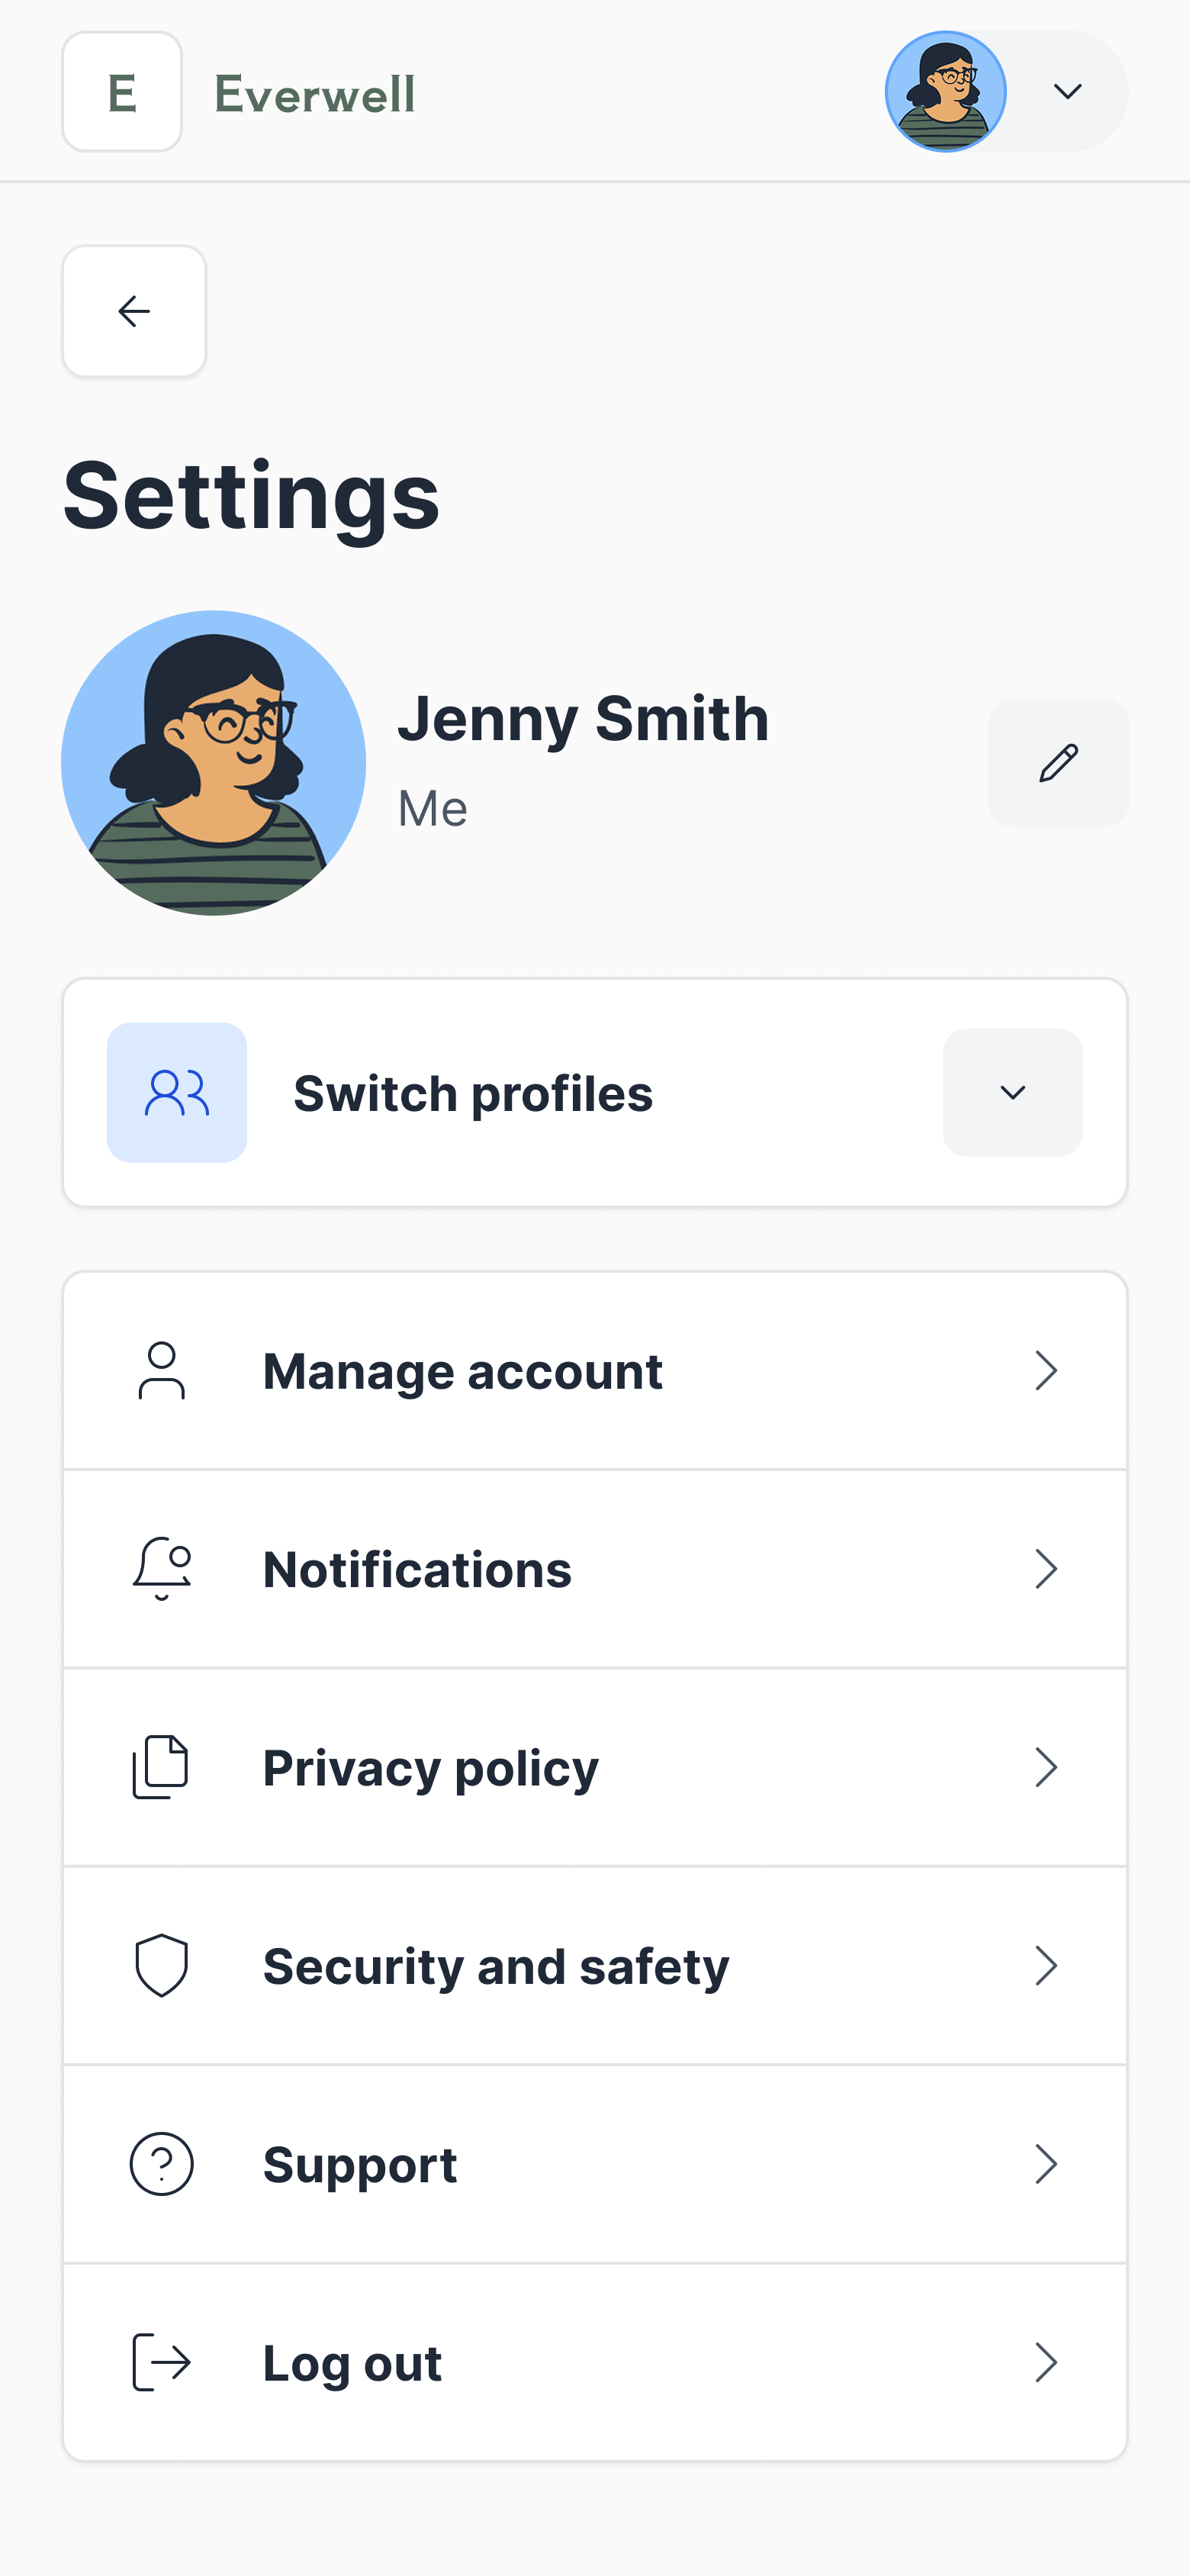 E
Everwell
Settings
Jenny Smith
Me
Switch profiles
Manage account
Notifications
Privacy policy
Security and safety
Support
Log out